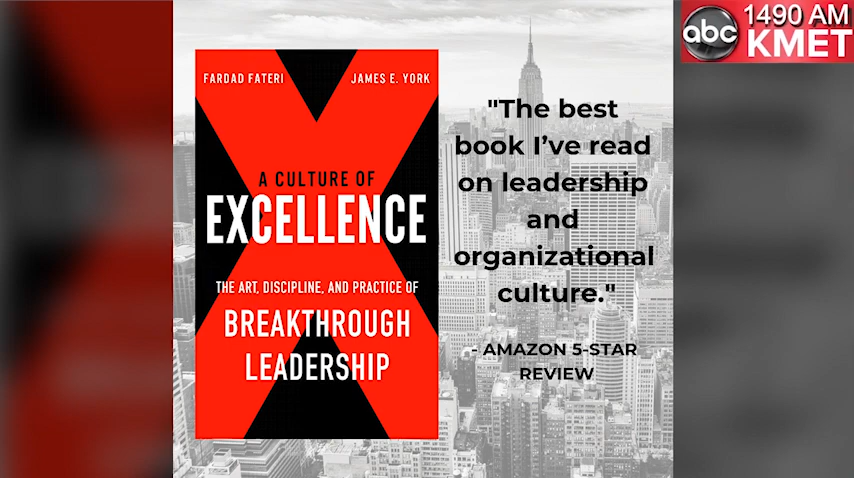 FARDAD FATERI
JAMES E. YORK
A CULTURE OF
EXCELLENCE
THE ART, DISCIPLINE, AND PRACTICE OF
BREAKTHROUGH
LEADERSHIP
"The best
book I’ve read
on leadership
and
organizational
culture."
- AMAZON 5-STAR
REVIEW
abc
1490 AM
KMET